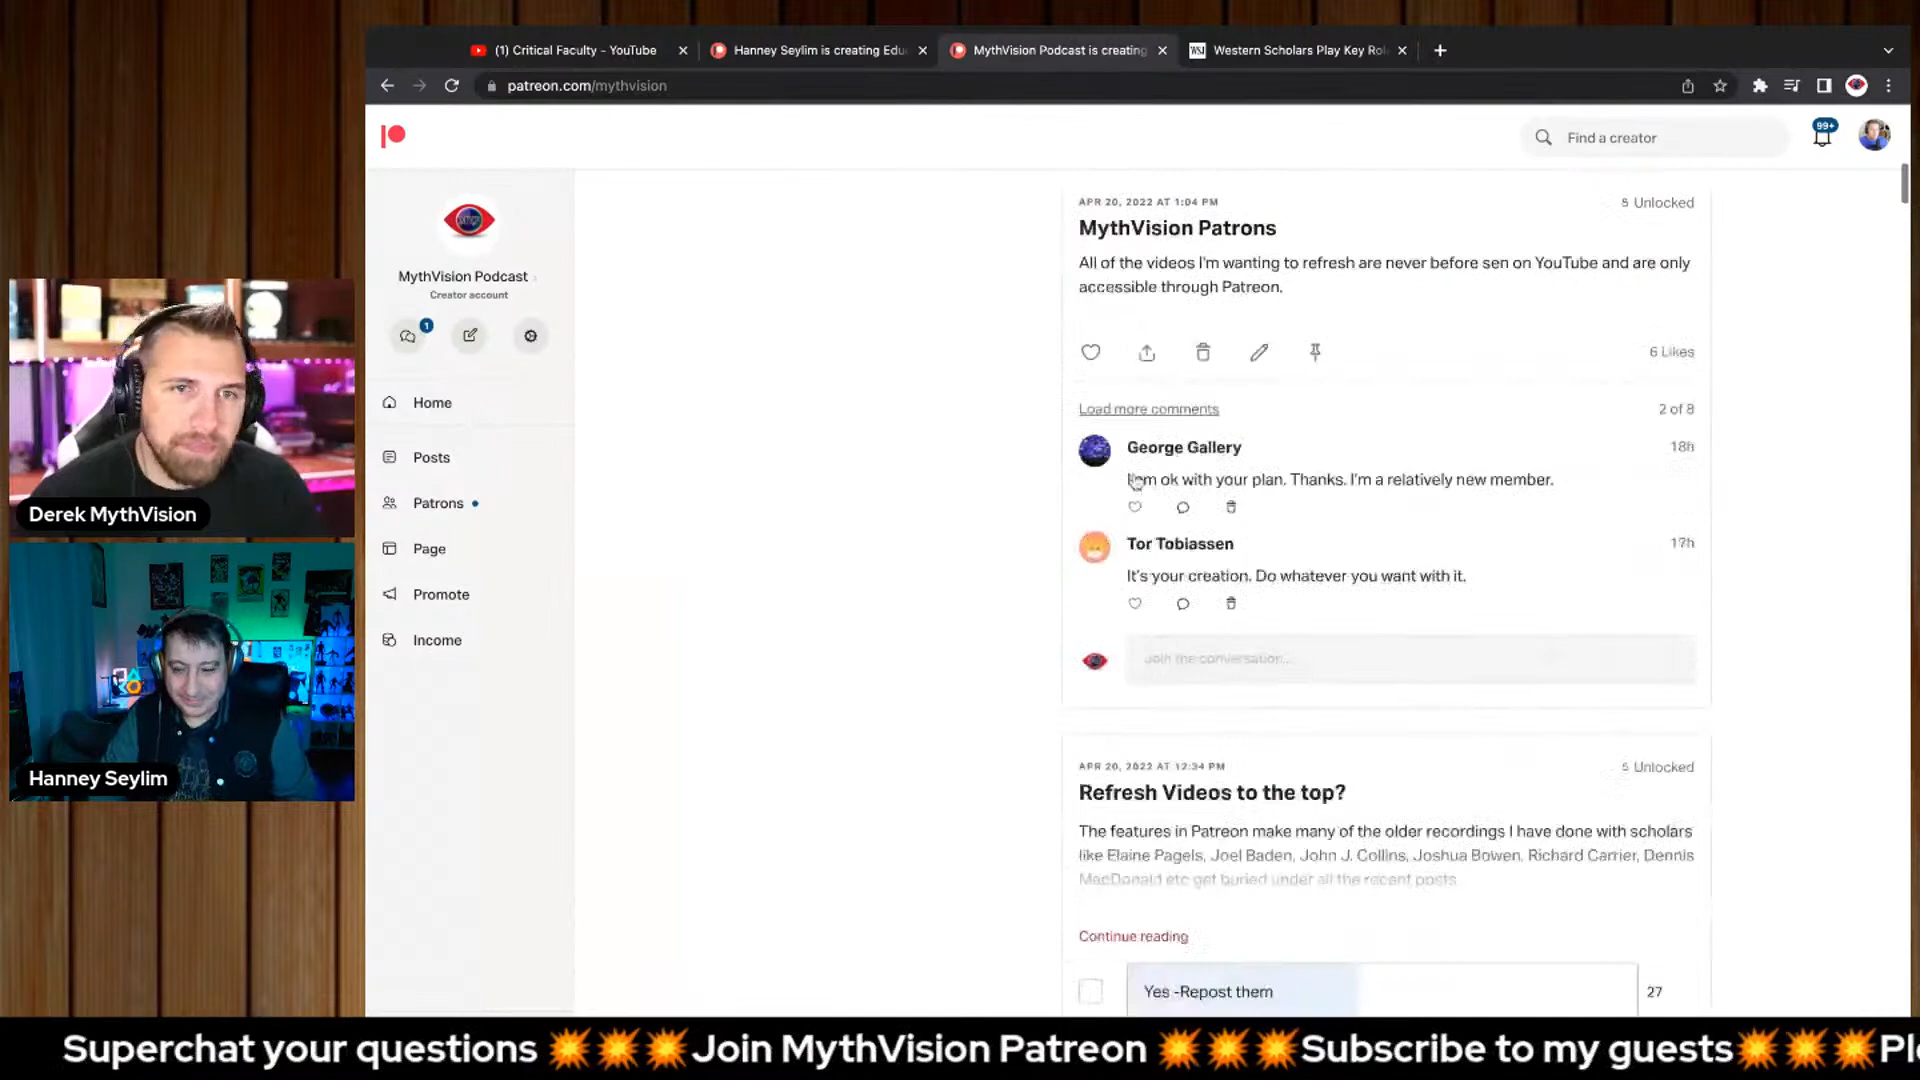 (1) Critical Faculty - YouTube
Hanney Seylim is creating Edu
MythVision Podcast is creating
WSJ
Western Scholars Play Key Rol
patreon.com/mythvision
Find a creator
99+
MythVision Podcast
Creator account
1
Home
Posts
Patrons
Page
Promote
Income
APR 20, 2022 AT 1:04 PM
Unlocked
MythVision Patrons
All of the videos I'm wanting to refresh are never before sen on YouTube and are only
accessible through Patreon.
6 Likes
Load more comments
2 of 8
George Gallery
18h
I'm ok with your plan. Thanks. I'm a relatively new member.
Tor Tobiassen
17h
It's your creation. Do whatever you want with it.
Join the conversation...
APR 20, 2022 AT 12:34 PM
Unlocked
Refresh Videos to the top?
The features in Patreon make many of the older recordings I have done with scholars
like Elaine Pagels, Joel Baden, John J. Collins, Joshua Bowen, Richard Carrier, Dennis
MacDonald etc get buried under all the recent posts
Continue reading
Yes -Repost them
27
Derek MythVision
Hanney Seylim
Superchat your questions 💥💥💥Join MythVision Patreon 💥💥💥Subscribe to my guests💥💥💥Pl